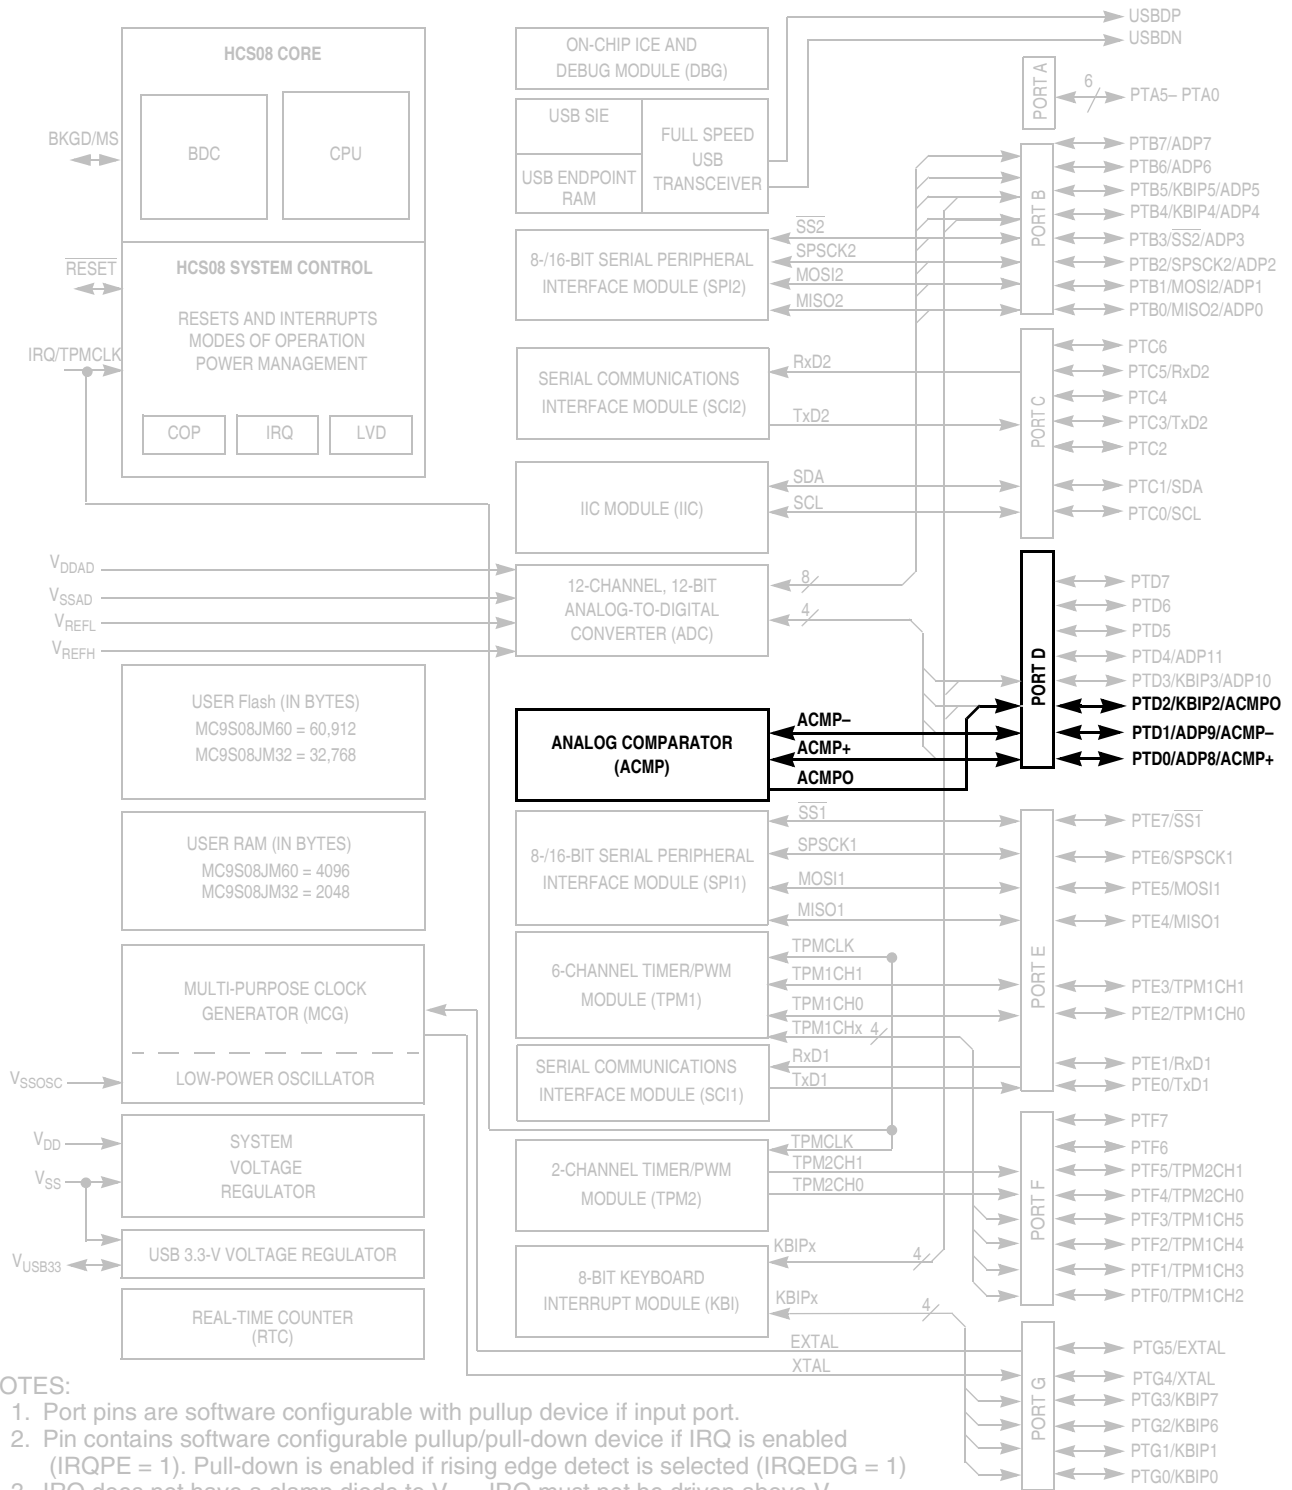 USBDP
USBDN
HCS08 CORE
BDC
CPU
BKGD/MS
ON-CHIP ICE AND
DEBUG MODULE (DBG)
USB SIE
USB ENDPOINT
RAM
FULL SPEED
USB
TRANSCEIVER
PORT A
6
PTA5– PTA0
PORT B
PTB7/ADP7
PTB6/ADP6
PTB5/KBIP5/ADP5
PTB4/KBIP4/ADP4
PTB3/SS2/ADP3
PTB2/SPSCK2/ADP2
PTB1/MOSI2/ADP1
PTB0/MISO2/ADP0
RESET
HCS08 SYSTEM CONTROL
RESETS AND INTERRUPTS
MODES OF OPERATION
POWER MANAGEMENT
IRQ/TPMCLK
COP
IRQ
LVD
8-/16-BIT SERIAL PERIPHERAL
INTERFACE MODULE (SPI2)
SS2
SPSCK2
MOSI2
MISO2
SERIAL COMMUNICATIONS
INTERFACE MODULE (SCI2)
RxD2
TxD2
PORT C
PTC6
PTC5/RxD2
PTC4
PTC3/TxD2
PTC2
PTC1/SDA
PTC0/SCL
IIC MODULE (IIC)
SDA
SCL
VDDAD
VSSAD
VREFL
VREFH
12-CHANNEL, 12-BIT
ANALOG-TO-DIGITAL
CONVERTER (ADC)
8
4
PORT D
PTD7
PTD6
PTD5
PTD4/ADP11
PTD3/KBIP3/ADP10
PTD2/KBIP2/ACMPO
PTD1/ADP9/ACMP–
PTD0/ADP8/ACMP+
USER Flash (IN BYTES)
MC9S08JM60 = 60,912
MC9S08JM32 = 32,768
ANALOG COMPARATOR
(ACMP)
ACMP–
ACMP+
ACMPO
USER RAM (IN BYTES)
MC9S08JM60 = 4096
MC9S08JM32 = 2048
8-/16-BIT SERIAL PERIPHERAL
INTERFACE MODULE (SPI1)
SS1
SPSCK1
MOSI1
MISO1
PORT E
PTE7/SS1
PTE6/SPSCK1
PTE5/MOSI1
PTE4/MISO1
PTE3/TPM1CH1
PTE2/TPM1CH0
PTE1/RxD1
PTE0/TxD1
MULTI-PURPOSE CLOCK
GENERATOR (MCG)
LOW-POWER OSCILLATOR
VSSOSC
6-CHANNEL TIMER/PWM
MODULE (TPM1)
TPMCLK
TPM1CH1
TPM1CH0
TPM1CHx
4
SERIAL COMMUNICATIONS
INTERFACE MODULE (SCI1)
RxD1
TxD1
VDD
VSS
SYSTEM
VOLTAGE
REGULATOR
2-CHANNEL TIMER/PWM
MODULE (TPM2)
TPMCLK
TPM2CH1
TPM2CH0
PORT F
PTF7
PTF6
PTF5/TPM2CH1
PTF4/TPM2CH0
PTF3/TPM1CH5
PTF2/TPM1CH4
PTF1/TPM1CH3
PTF0/TPM1CH2
VUSB33
USB 3.3-V VOLTAGE REGULATOR
8-BIT KEYBOARD
INTERRUPT MODULE (KBI)
KBIPx
4
KBIPx
4
REAL-TIME COUNTER
(RTC)
EXTAL
XTAL
PORT G
PTG5/EXTAL
PTG4/XTAL
PTG3/KBIP7
PTG2/KBIP6
PTG1/KBIP1
PTG0/KBIP0
OTES:
1. Port pins are software configurable with pullup device if input port.
2. Pin contains software configurable pullup/pull-down device if IRQ is enabled
(IRQPE = 1). Pull-down is enabled if rising edge detect is selected (IRQEDG = 1)
3. IRQ does not have a clamp diode to V IRQ must not be driven above V